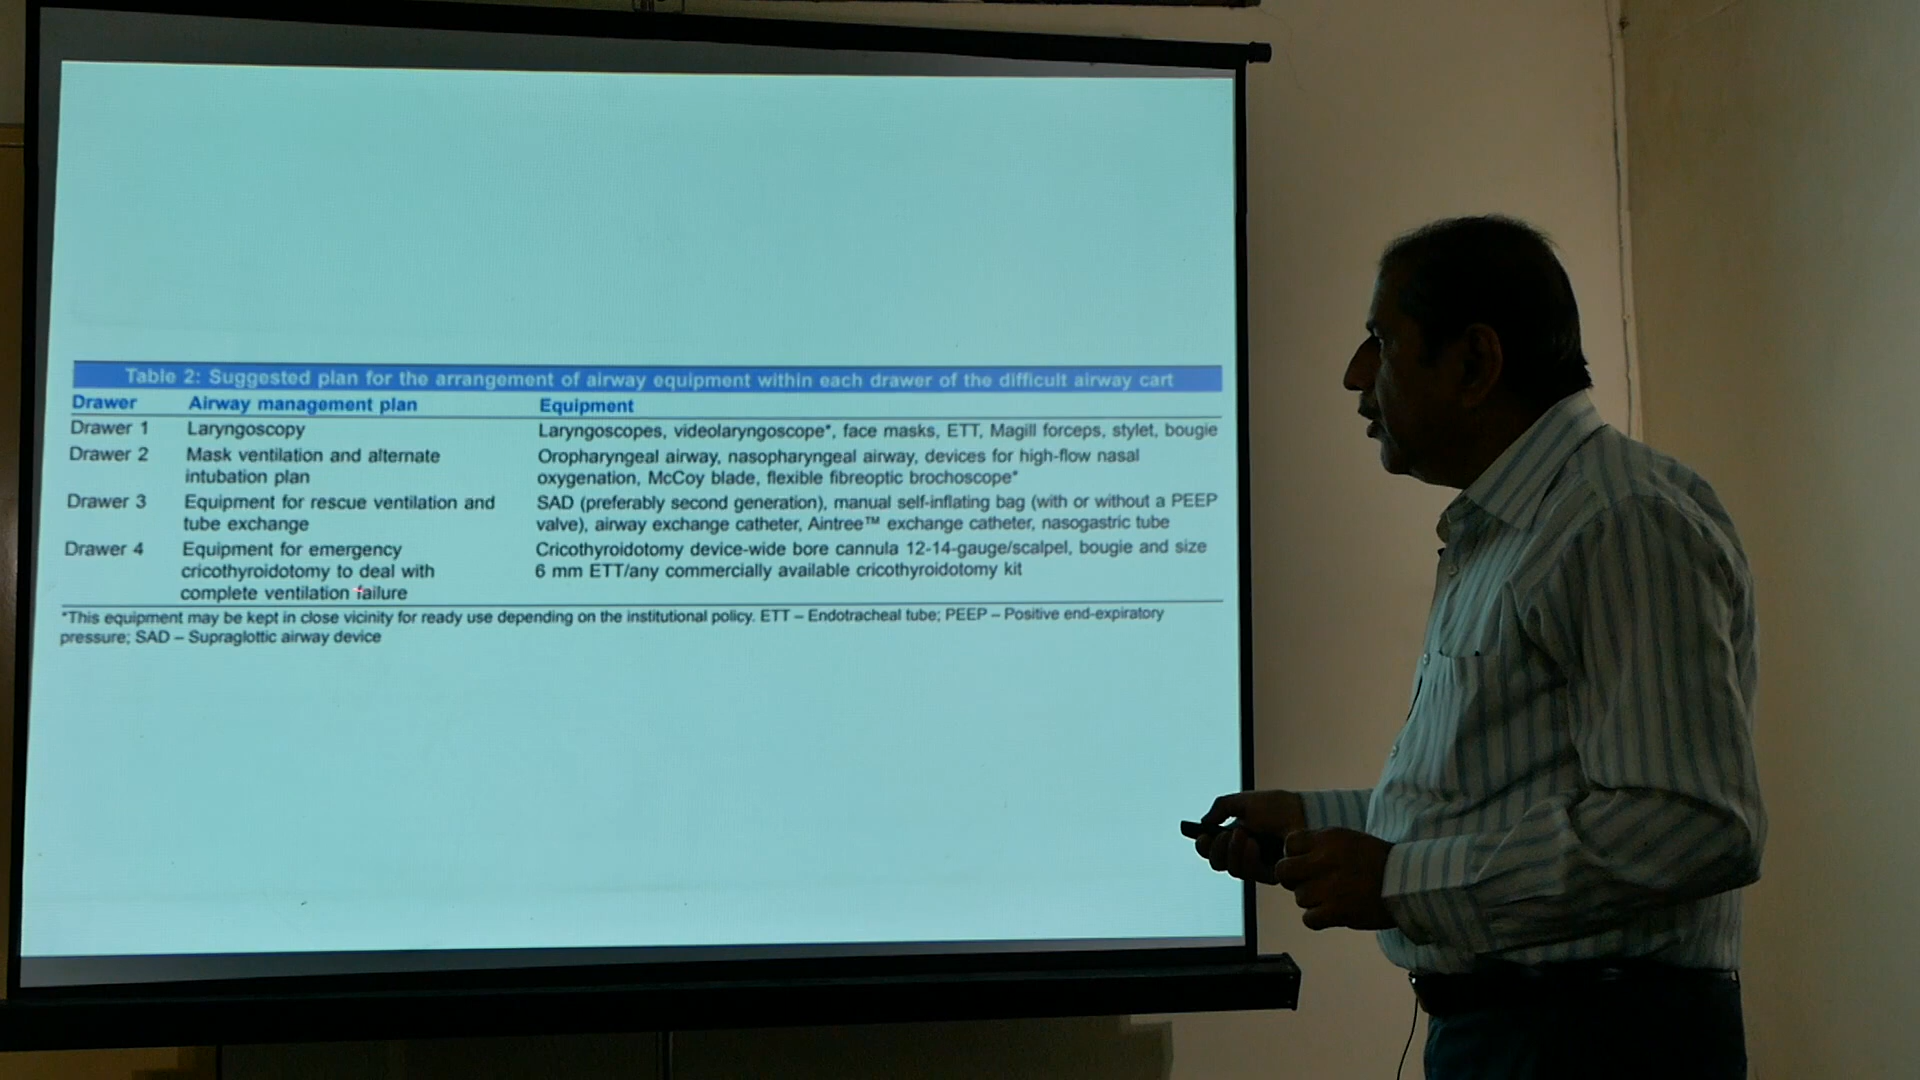 Table 2: Suggested plan for the arrangement of airway equipment within each drawer of the difficult airway cart
Drawer Airway management plan Equipment
Drawer 1 Laryngoscopy Laryngoscopes, videolaryngoscope*, face masks, ETT, Magill forceps, stylet, bougie
Drawer 2 Mask ventilation and alternate Oropharyngeal airway, nasopharyngeal airway, devices for high-flow nasal
intubation plan oxygenation, McCoy blade, flexible fibreoptic brochoscope*
Drawer 3 Equipment for rescue ventilation and SAD (preferably second generation), manual self-inflating bag (with or without a PEEP
tube exchange valve), airway exchange catheter, Aintree™ exchange catheter, nasogastric tube
Drawer 4 Equipment for emergency Cricothyroidotomy device-wide bore cannula 12-14-gauge/scalpel, bougie and size
cricothyroidotomy to deal with 6 mm ETT/any commercially available cricothyroidotomy kit
complete ventilation failure
*This equipment may be kept in close vicinity for ready use depending on the institutional policy. ETT – Endotracheal tube; PEEP – Positive end-expiratory
pressure; SAD – Supraglottic airway device